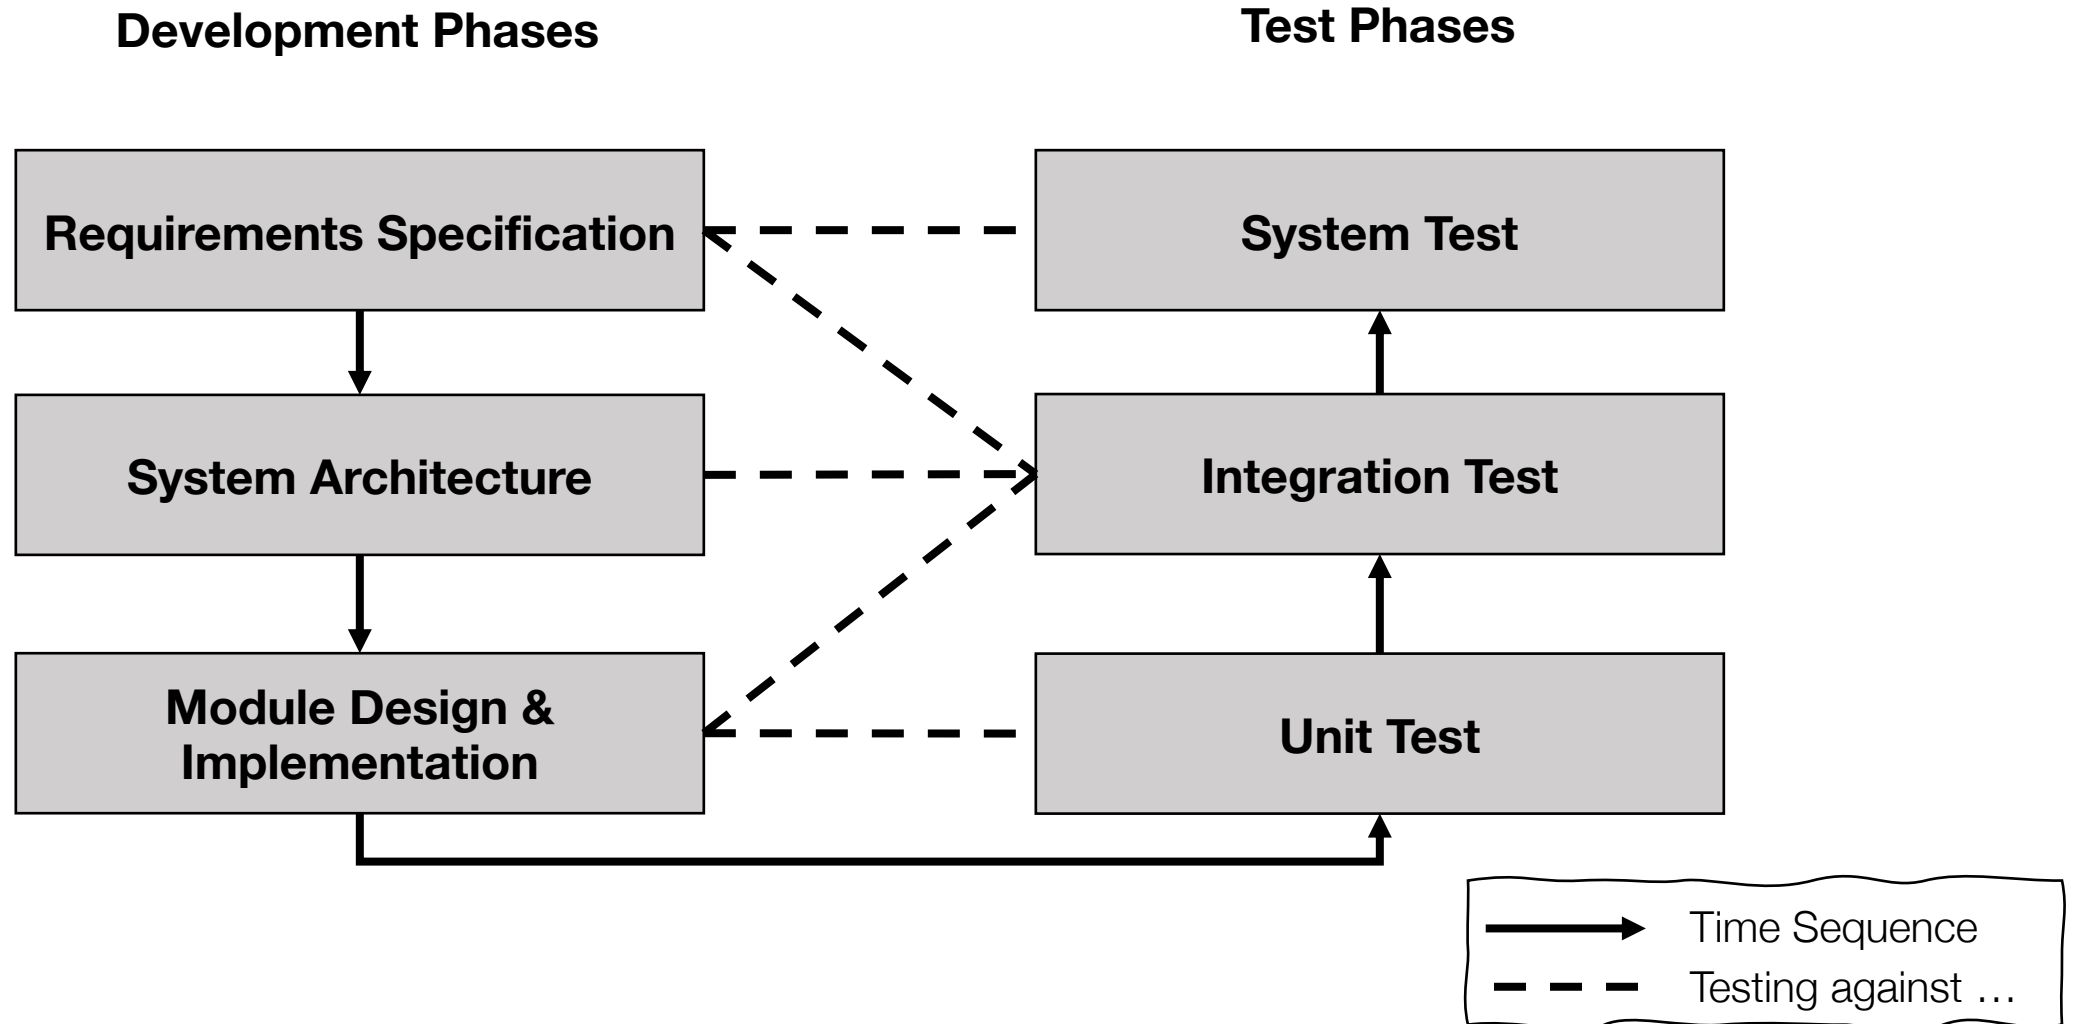 Development Phases
Test Phases
Requirements Specification
System Test
System Architecture
Integration Test
Module Design &
Implementation
Unit Test
Time Sequence
Testing against …